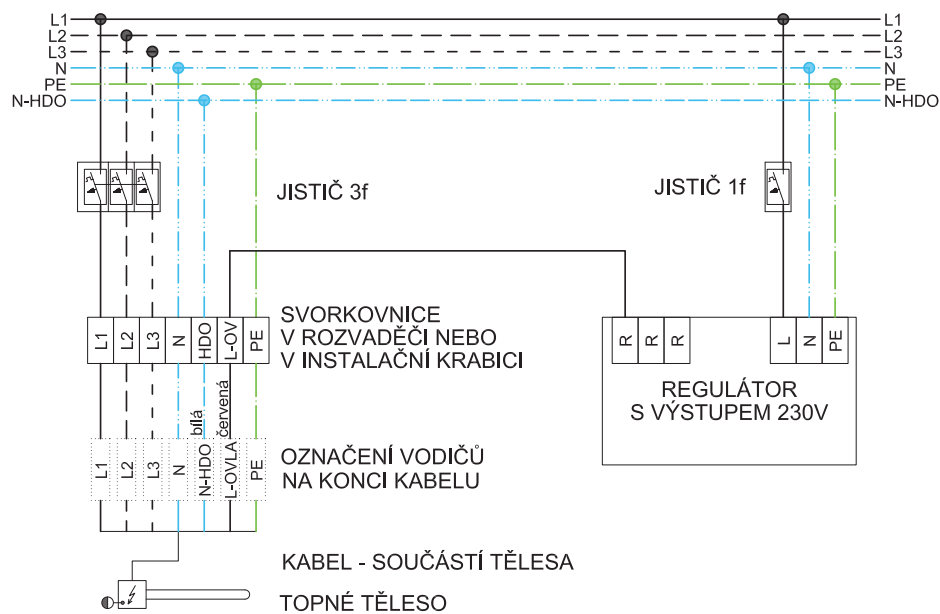 L1 L1
L2 L2
L3 L3
N N
PE PE
N-HDO N-HDO
JISTIČ 3f
JISTIČ 1f
SVORKOVNICE
V ROZVADĚČI NEBO
V INSTALAČNÍ KRABICI
L1 L2 L3 N HDO L-OV PE
R R R L N PE
REGULÁTOR
S VÝSTUPEM 230V
bílá červená
L1 L2 L3 N N-HDO L-OVLA PE
OZNAČENÍ VODIČŮ
NA KONCI KABELU
KABEL - SOUČÁSTÍ TĚLESA
TOPNÉ TĚLESO